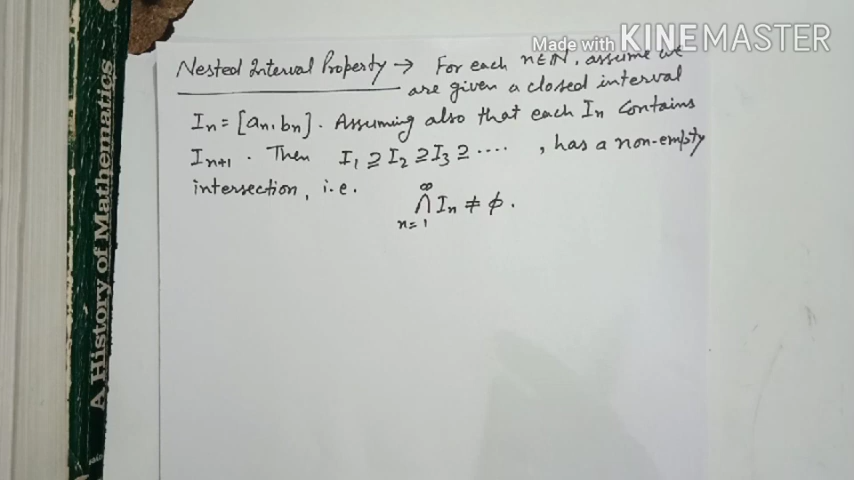 Made with KINEMASTER
Nested Interval Property → For each n∈N, assume we
are given a closed interval
In = [an, bn]. Assuming also that each In contains
In+1. Then I1 ⊇ I2 ⊇ I3 ⊇ ····, has a non-empty
intersection, i.e.
∞
∩ In ≠ φ.
n=1
A History of Mathematics